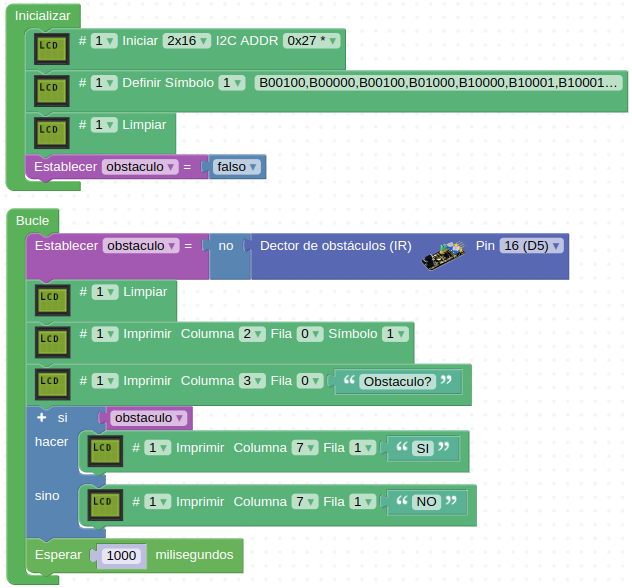 Inicializar
LCD # 1 Iniciar 2x16 I2C ADDR 0x27 *
LCD # 1 Definir Símbolo 1 B00100,B00000,B00100,B01000,B10000,B10001,B10001...
LCD # 1 Limpiar
Establecer obstaculo = falso
Bucle
Establecer obstaculo = no Dector de obstáculos (IR) Pin 16 (D5)
LCD # 1 Limpiar
LCD # 1 Imprimir Columna 2 Fila 0 Símbolo 1
LCD # 1 Imprimir Columna 3 Fila 0 “ Obstaculo? ”
+ si obstaculo
hacer LCD # 1 Imprimir Columna 7 Fila 1 “ SI ”
sino LCD # 1 Imprimir Columna 7 Fila 1 “ NO ”
Esperar 1000 milisegundos